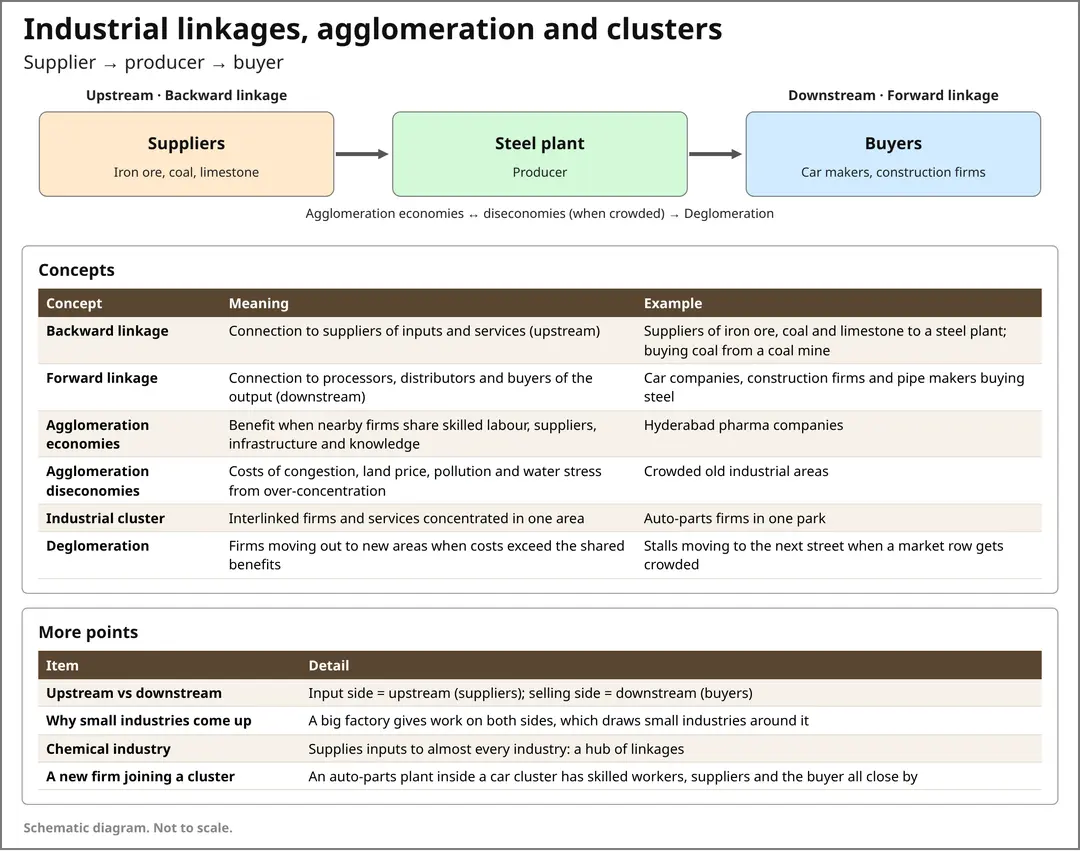 Industrial linkages, agglomeration and clusters
Supplier → producer → buyer
Upstream · Backward linkage
Downstream · Forward linkage
Suppliers
Iron ore, coal, limestone
Steel plant
Producer
Buyers
Car makers, construction firms
Agglomeration economies ↔ diseconomies (when crowded) → Deglomeration
Concepts
Concept Meaning Example
Backward linkage Connection to suppliers of inputs and services (upstream) Suppliers of iron ore, coal and limestone to a steel plant;
buying coal from a coal mine
Forward linkage Connection to processors, distributors and buyers of the Car companies, construction firms and pipe makers buying
output (downstream) steel
Agglomeration Benefit when nearby firms share skilled labour, suppliers, Hyderabad pharma companies
economies infrastructure and knowledge
Agglomeration Costs of congestion, land price, pollution and water stress Crowded old industrial areas
diseconomies from over-concentration
Industrial cluster Interlinked firms and services concentrated in one area Auto-parts firms in one park
Deglomeration Firms moving out to new areas when costs exceed the shared Stalls moving to the next street when a market row gets
benefits crowded
More points
Item Detail
Upstream vs downstream Input side = upstream (suppliers); selling side = downstream (buyers)
Why small industries come up A big factory gives work on both sides, which draws small industries around it
Chemical industry Supplies inputs to almost every industry: a hub of linkages
A new firm joining a cluster An auto-parts plant inside a car cluster has skilled workers, suppliers and the buyer all close by
Schematic diagram. Not to scale.